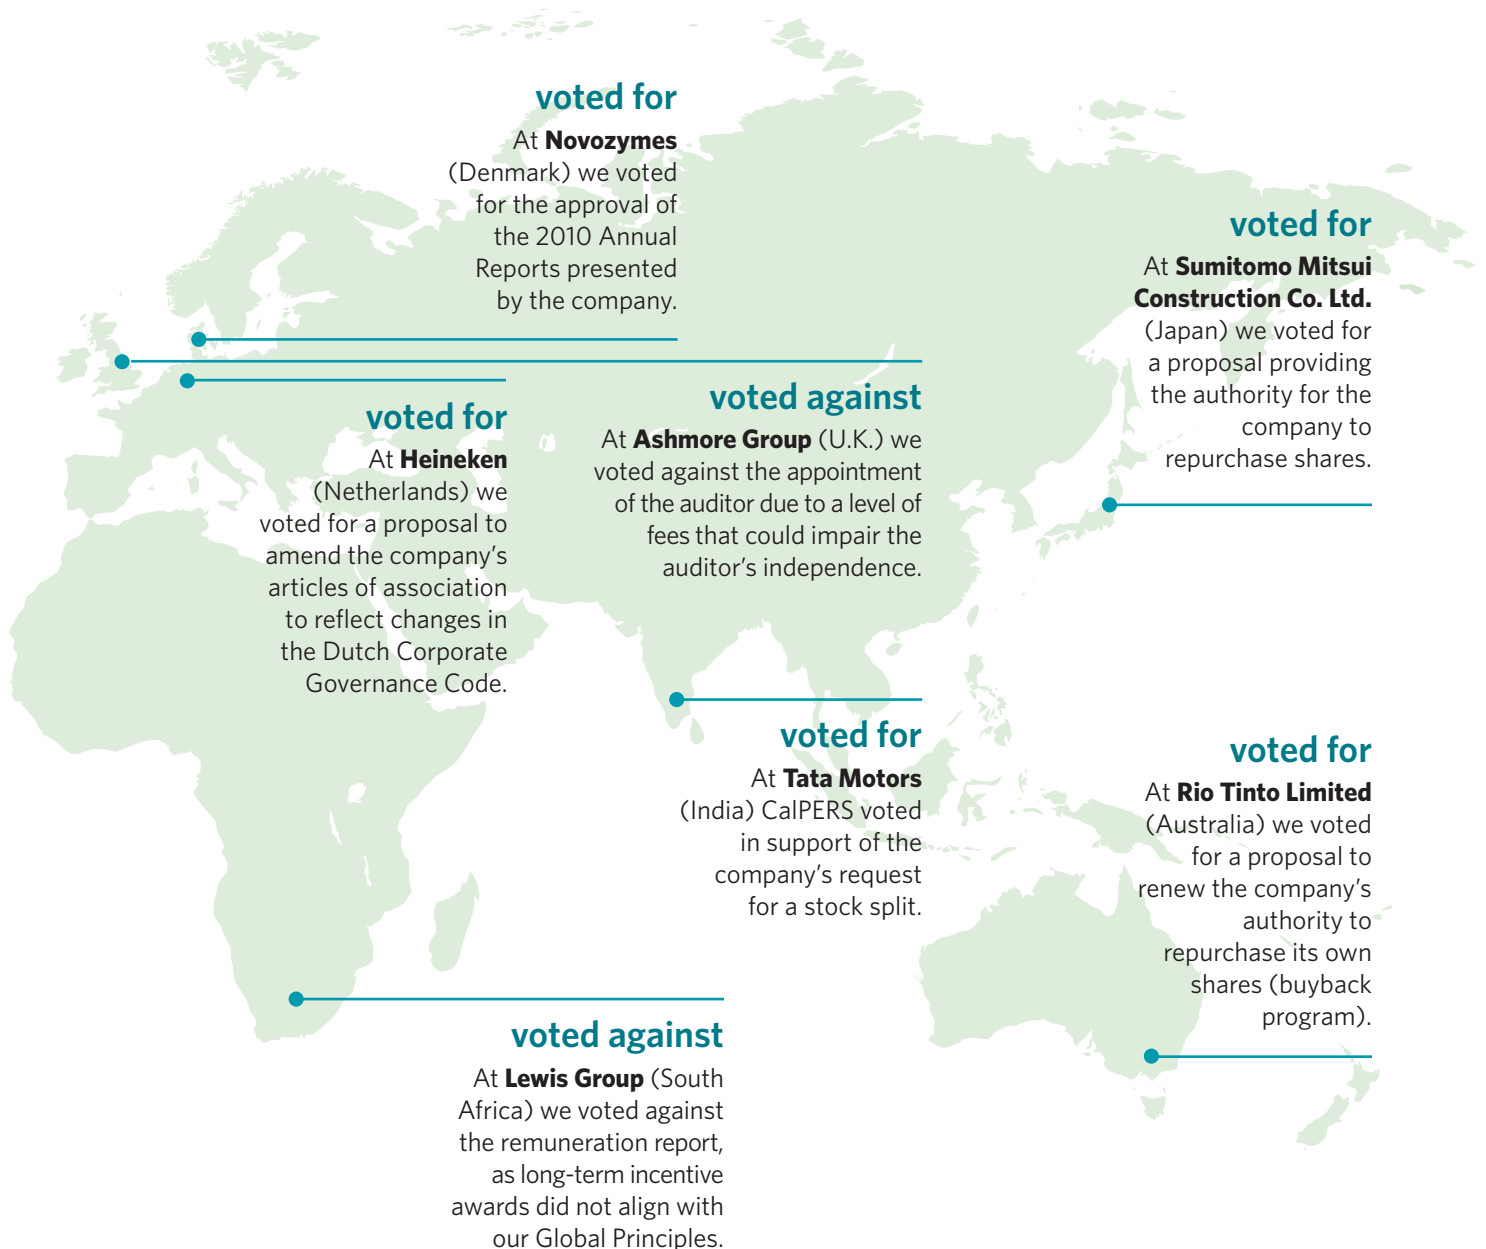 voted for
At Novozymes
(Denmark) we voted
for the approval of
the 2010 Annual
Reports presented
by the company.
voted for
At Sumitomo Mitsui
Construction Co. Ltd.
(Japan) we voted for
a proposal providing
the authority for the
company to
repurchase shares.
voted for
At Heineken
(Netherlands) we
voted for a proposal to
amend the company’s
articles of association
to reflect changes in
the Dutch Corporate
Governance Code.
voted against
At Ashmore Group (U.K.) we
voted against the appointment
of the auditor due to a level of
fees that could impair the
auditor’s independence.
voted for
At Tata Motors
(India) CalPERS voted
in support of the
company’s request
for a stock split.
voted for
At Rio Tinto Limited
(Australia) we voted
for a proposal to
renew the company’s
authority to
repurchase its own
shares (buyback
program).
voted against
At Lewis Group (South
Africa) we voted against
the remuneration report,
as long-term incentive
awards did not align with
our Global Principles.